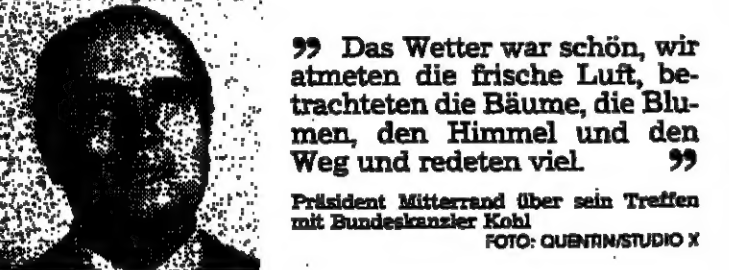 „ Das Wetter war schön, wir
atmeten die frische Luft, be-
trachteten die Bäume, die Blu-
men, den Himmel und den
Weg und redeten viel. ”
Präsident Mitterrand über sein Treffen
mit Bundeskanzler Kohl
FOTO: QUENTIN/STUDIO X